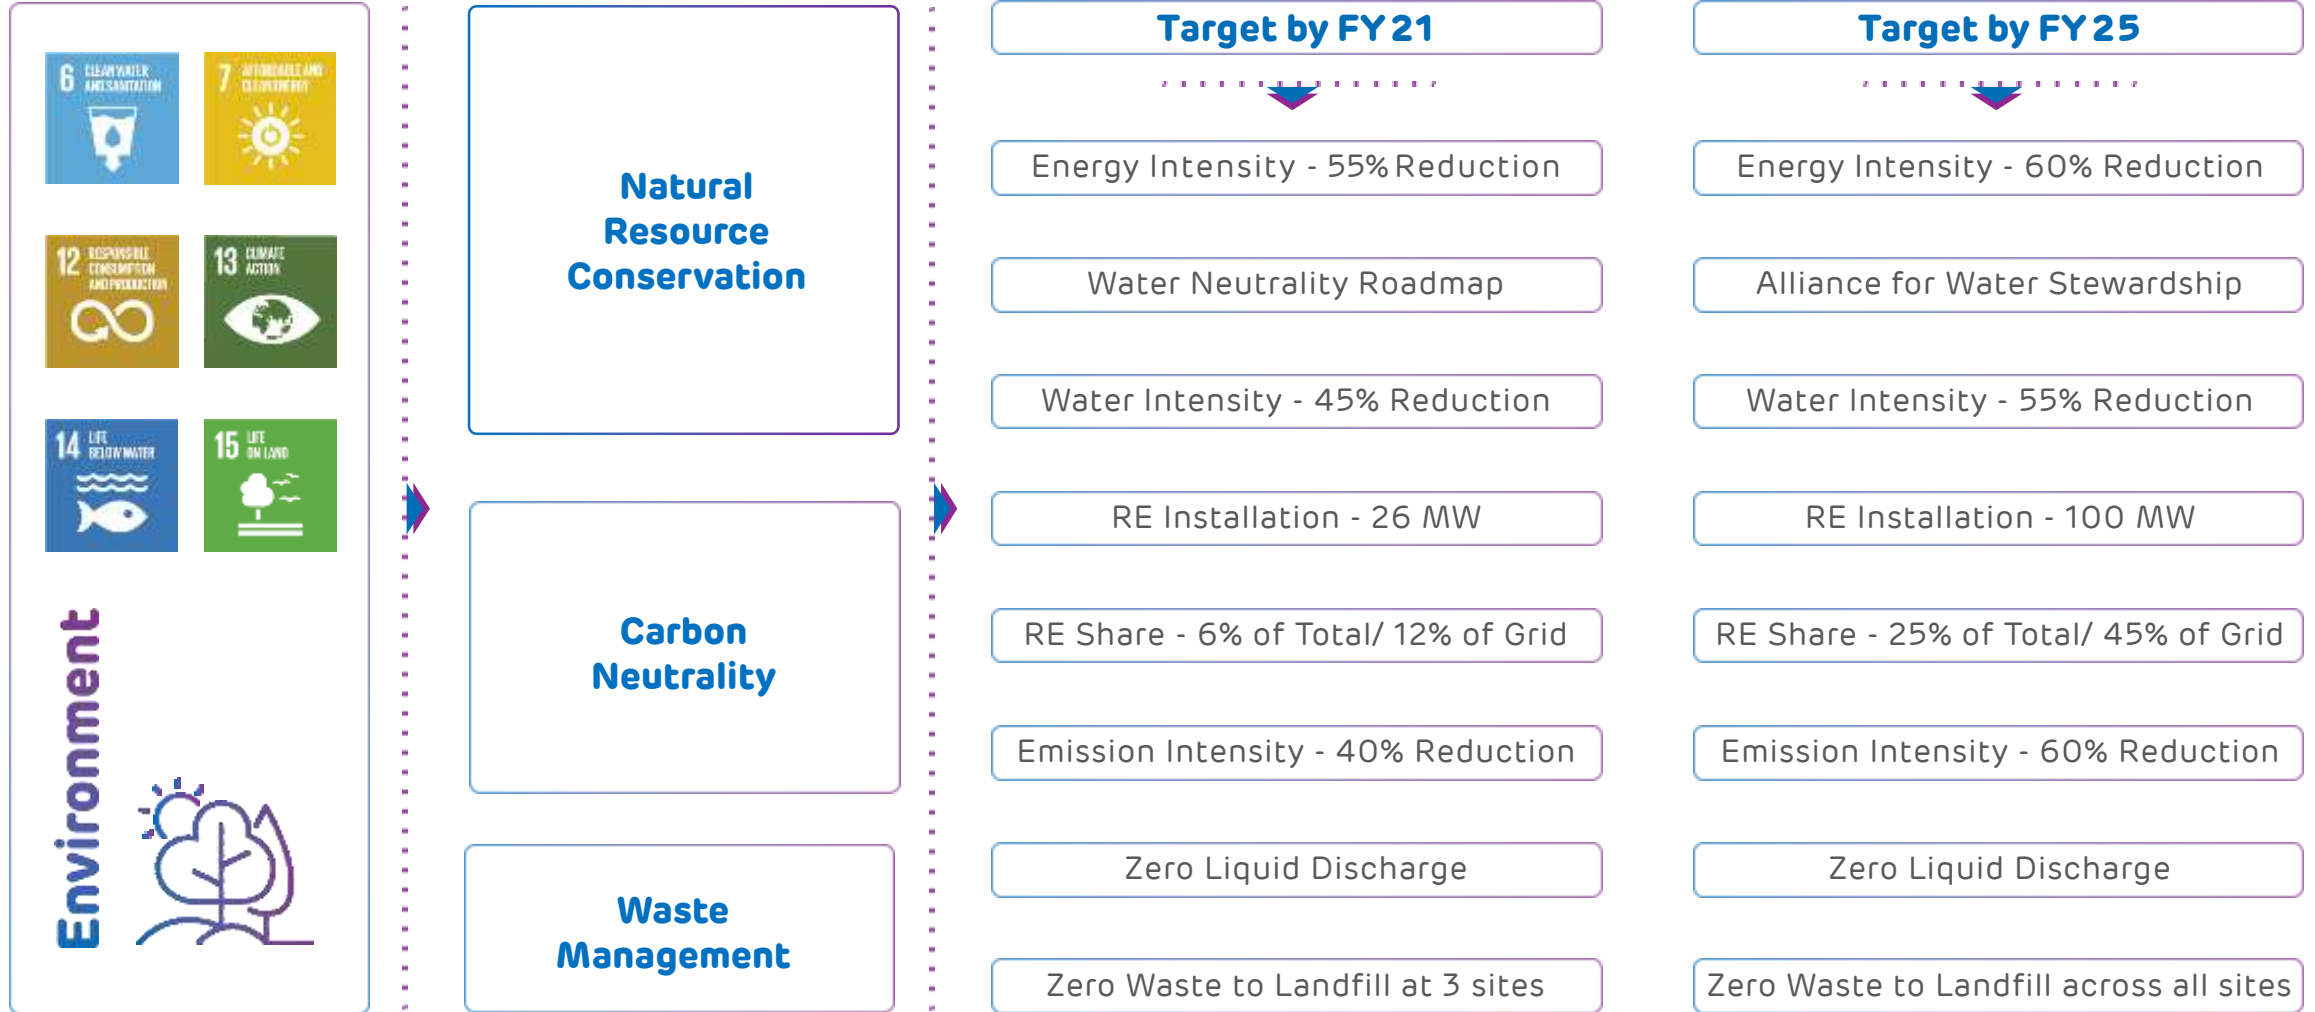 6 CLEAN WATER
AND SANITATION
7 AFFORDABLE AND
CLEAN ENERGY
12 RESPONSIBLE
CONSUMPTION
AND PRODUCTION
13 CLIMATE
ACTION
14 LIFE
BELOW WATER
15 LIFE
ON LAND
Environment
Natural
Resource
Conservation
Carbon
Neutrality
Waste
Management
Target by FY 21
Energy Intensity - 55% Reduction
Water Neutrality Roadmap
Water Intensity - 45% Reduction
RE Installation - 26 MW
RE Share - 6% of Total/ 12% of Grid
Emission Intensity - 40% Reduction
Zero Liquid Discharge
Zero Waste to Landfill at 3 sites
Target by FY 25
Energy Intensity - 60% Reduction
Alliance for Water Stewardship
Water Intensity - 55% Reduction
RE Installation - 100 MW
RE Share - 25% of Total/ 45% of Grid
Emission Intensity - 60% Reduction
Zero Liquid Discharge
Zero Waste to Landfill across all sites